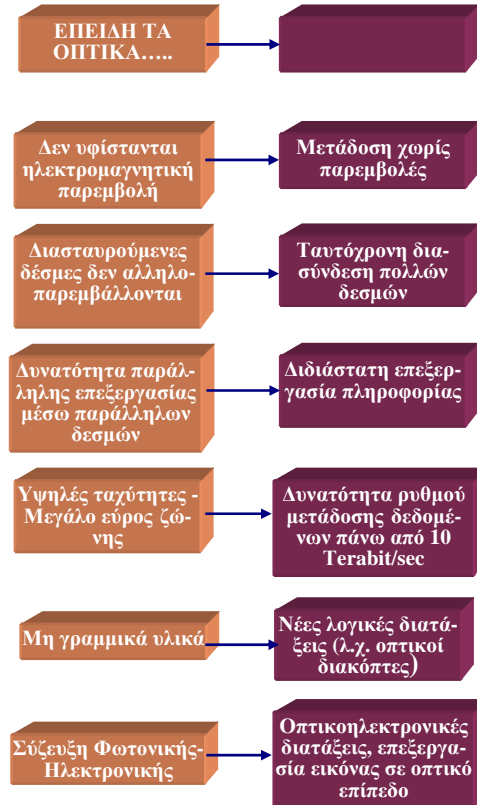 ΕΠΕΙΔΗ ΤΑ
ΟΠΤΙΚΑ…..
Δεν υφίστανται
ηλεκτρομαγνητική
παρεμβολή
Μετάδοση χωρίς
παρεμβολές
Διασταυρούμενες
δέσμες δεν αλληλο-
παρεμβάλλονται
Ταυτόχρονη δια-
σύνδεση πολλών
δεσμών
Δυνατότητα παράλ-
ληλης επεξεργασίας
μέσω παράλληλων
δεσμών
Διδιάστατη επεξερ-
γασία πληροφορίας
Υψηλές ταχύτητες -
Μεγάλο εύρος ζώ-
νης
Δυνατότητα ρυθμού
μετάδοσης δεδομέ-
νων πάνω από 10
Terabit/sec
Μη γραμμικά υλικά
Νέες λογικές διατά-
ξεις (λ.χ. οπτικοί
διακόπτες)
Σύζευξη Φωτονικής-
Ηλεκτρονικής
Οπτικοηλεκτρονικές
διατάξεις, επεξεργα-
σία εικόνας σε οπτικό
επίπεδο